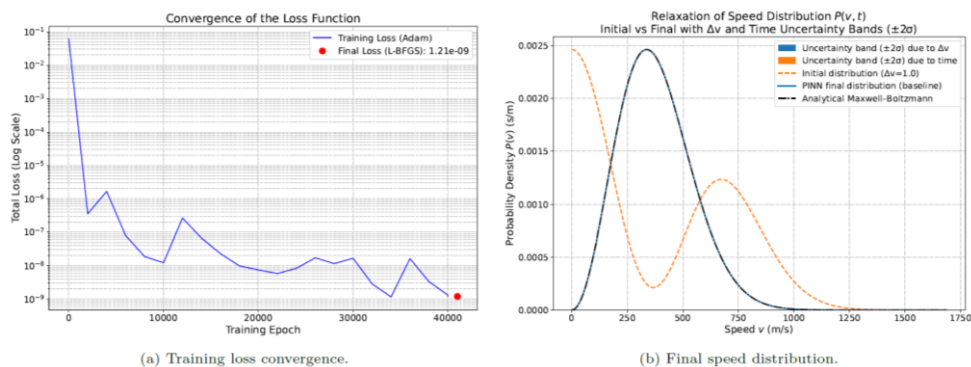 Convergence of the Loss Function
Training Loss (Adam)
Final Loss (L-BFGS): 1.21e-09
Total Loss (Log Scale)
10⁻¹
10⁻²
10⁻³
10⁻⁴
10⁻⁵
10⁻⁶
10⁻⁷
10⁻⁸
10⁻⁹
0 10000 20000 30000 40000
Training Epoch
(a) Training loss convergence.
Relaxation of Speed Distribution P(v, t)
Initial vs Final with Δv and Time Uncertainty Bands (±2σ)
Uncertainty band (±2σ) due to Δv
Uncertainty band (±2σ) due to time
Initial distribution (Δv=1.0)
PINN final distribution (baseline)
Analytical Maxwell–Boltzmann
Probability Density P(v) (s/m)
0.0025
0.0020
0.0015
0.0010
0.0005
0.0000
0 250 500 750 1000 1250 1500 1750
Speed v (m/s)
(b) Final speed distribution.